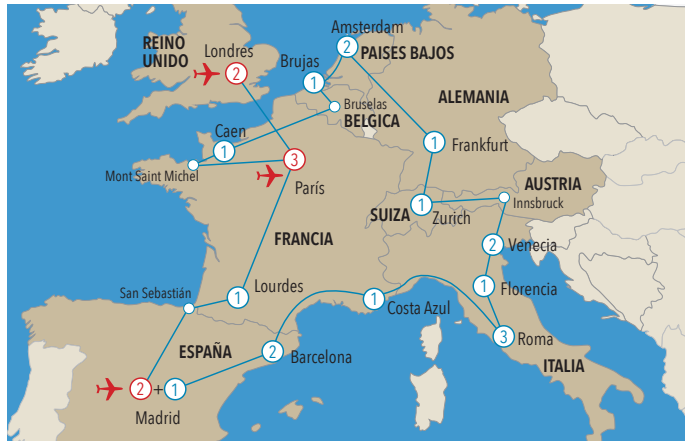 Amsterdam
REINO
UNIDO
Londres
2
2
PAISES BAJOS
Brujas
1
2
ALEMANIA
Bruselas
BELGICA
Caen
1
1
Frankfurt
Mont Saint Michel
3
París
AUSTRIA
Innsbruck
SUIZA
1
Zurich
FRANCIA
2
Venecia
San Sebastián
1
Lourdes
1
Florencia
1
Costa Azul
ESPAÑA
2
Barcelona
3
Roma
ITALIA
2
+
1
Madrid